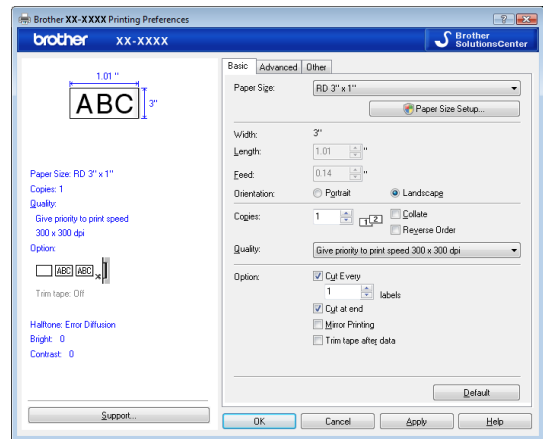 Brother XX-XXXX Printing Preferences
brother XX-XXXX
Brother
SolutionsCenter
1.01 "
ABC
3"
Paper Size: RD 3" x 1"
Copies: 1
Quality:
Give priority to print speed
300 x 300 dpi
Option:
ABC ABC
Trim tape: Off
Halftone: Error Diffusion
Bright: 0
Contrast: 0
Support...
Basic Advanced Other
Paper Size: RD 3" x 1"
Paper Size Setup...
Width: 3"
Length: 1.01 "
Feed: 0.14 "
Orientation: Portrait Landscape
Copies: 1 1 2 Collate
Reverse Order
Quality: Give priority to print speed 300 x 300 dpi
Option: Cut Every
1 labels
Cut at end
Mirror Printing
Trim tape after data
Default
OK Cancel Apply Help